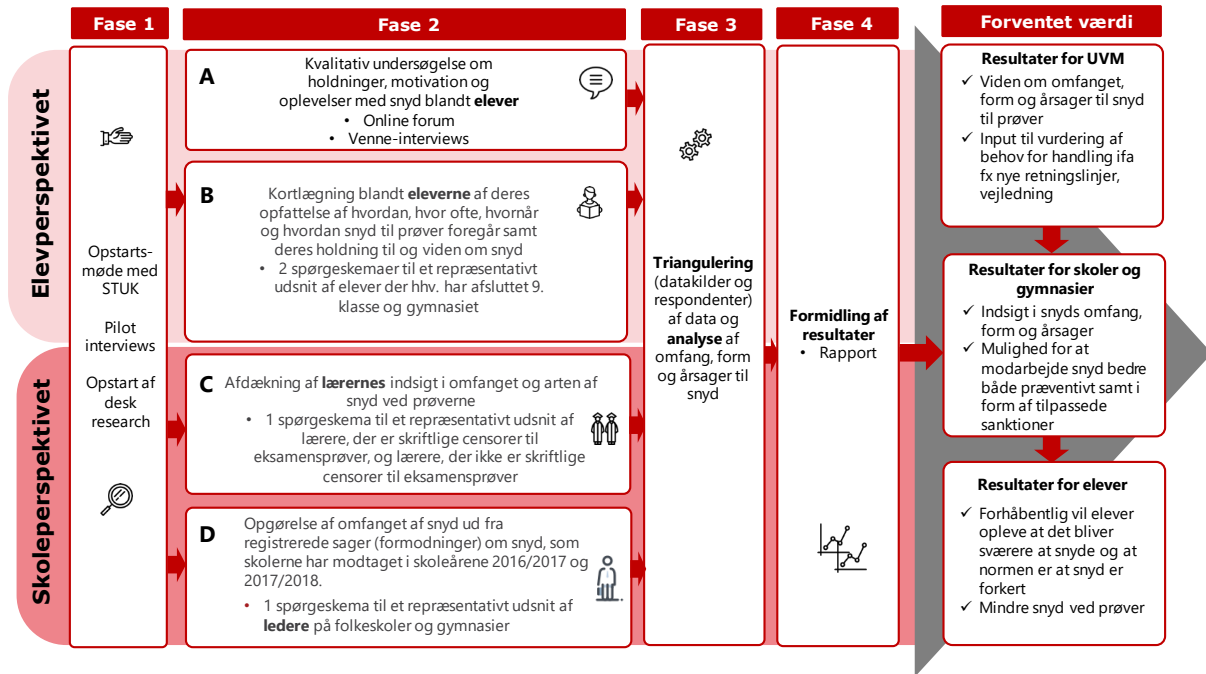 Fase 1
Fase 2
Fase 3
Fase 4
Forventet værdi
Elevperspektivet
Skoleperspektivet
Opstarts-
møde med
STUK
Pilot
interviews
Opstart af
desk
research
A
Kvalitativ undersøgelse om
holdninger, motivation og
oplevelser med snyd blandt elever
• Online forum
• Venne-interviews
B
Kortlægning blandt eleverne af deres
opfattelse af hvordan, hvor ofte, hvornår
og hvordan snyd til prøver foregår samt
deres holdning til og viden om snyd
• 2 spørgeskemaer til et repræsentativt
udsnit af elever der hhv. har afsluttet 9.
klasse og gymnasiet
C
Afdækning af lærernes indsigt i omfanget og arten af
snyd ved prøverne
• 1 spørgeskema til et repræsentativt udsnit af
lærere, der er skriftlige censorer til
eksamensprøver, og lærere, der ikke er skriftlige
censorer til eksamensprøver
D
Opgørelse af omfanget af snyd ud fra
registrerede sager (formodninger) om snyd, som
skolerne har modtaget i skoleårene 2016/2017 og
2017/2018.
• 1 spørgeskema til et repræsentativt udsnit af
ledere på folkeskoler og gymnasier
Triangulering
(datakilder og
respondenter)
af data og
analyse af
omfang, form
og årsager til
snyd
Formidling af
resultater
• Rapport
Resultater for UVM
✓ Viden om omfanget,
form og årsager til snyd
til prøver
✓ Input til vurdering af
behov for handling ifa
fx nye retningslinjer,
vejledning
Resultater for skoler og
gymnasier
✓ Indsigt i snyds omfang,
form og årsager
✓ Mulighed for at
modarbejde snyd bedre
både præventivt samt i
form af tilpassede
sanktioner
Resultater for elever
✓ Forhåbentlig vil elever
opleve at det bliver
sværere at snyde og at
normen er at snyd er
forkert
✓ Mindre snyd ved prøver